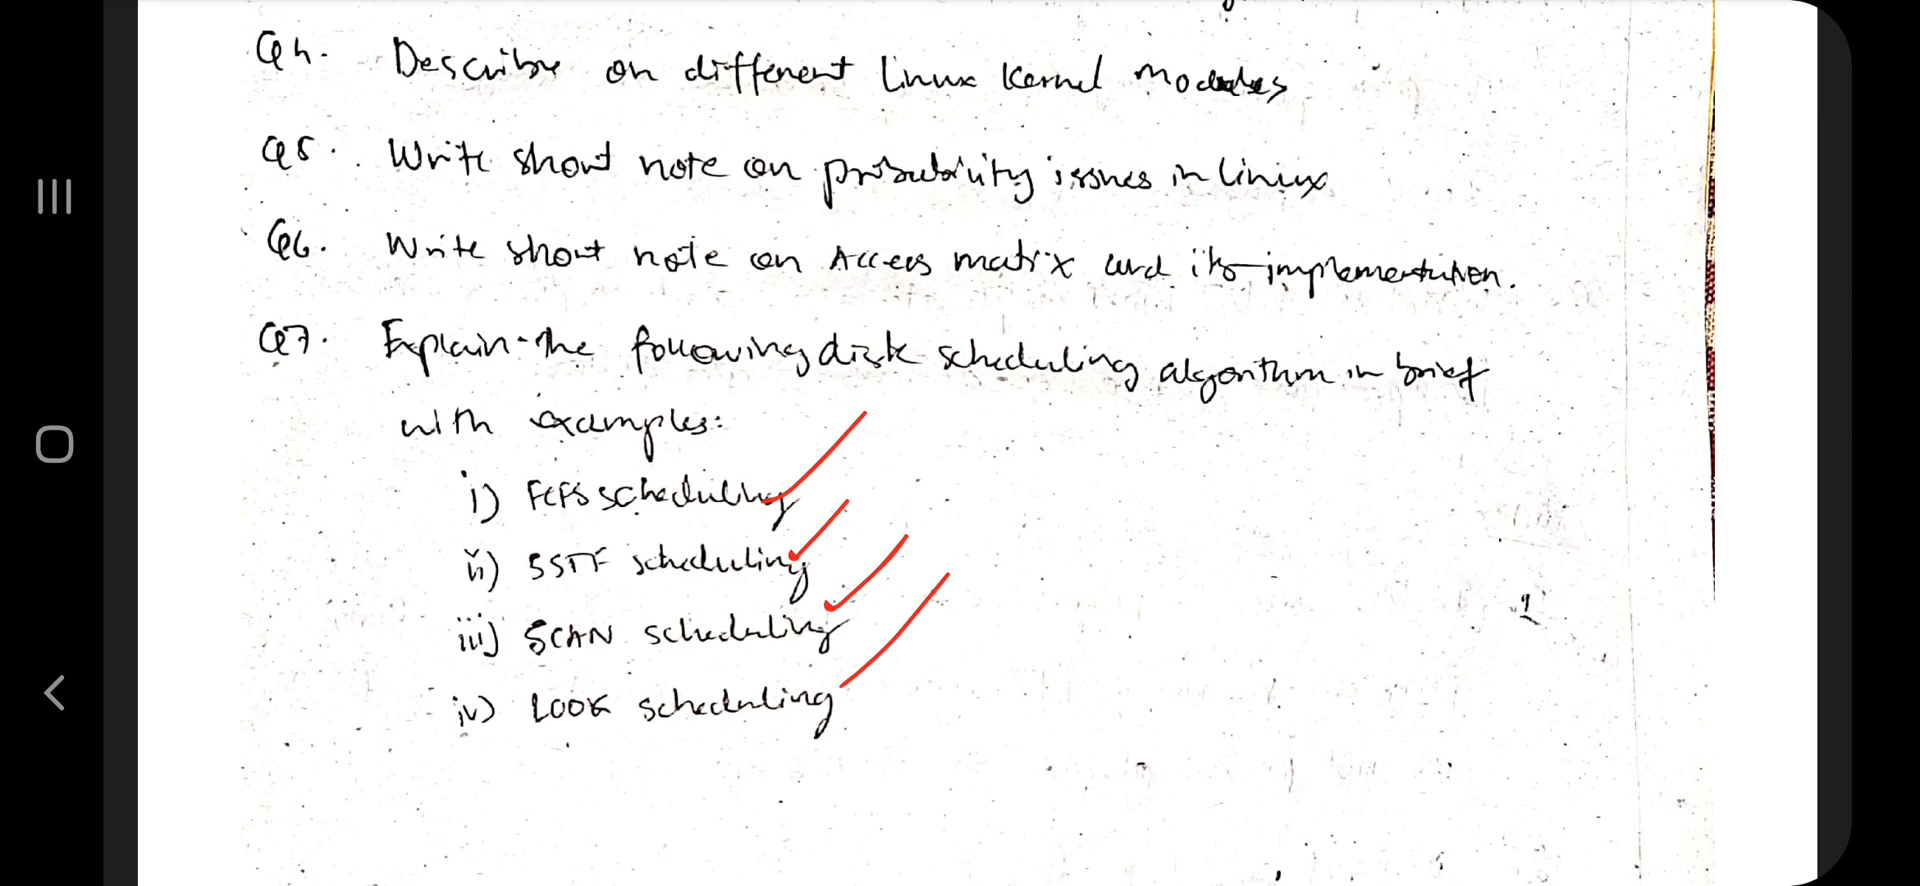 Q4. Describe on different Linux Kernel Modules
Q5. Write short note on issues in Linux
Q6. Write short note on Access matrix and its implementation.
Q7. Explain the following disk scheduling algorithm in brief
with examples:
i) FCFS scheduling
ii) SSTF scheduling
iii) SCAN scheduling
iv) LOOK scheduling